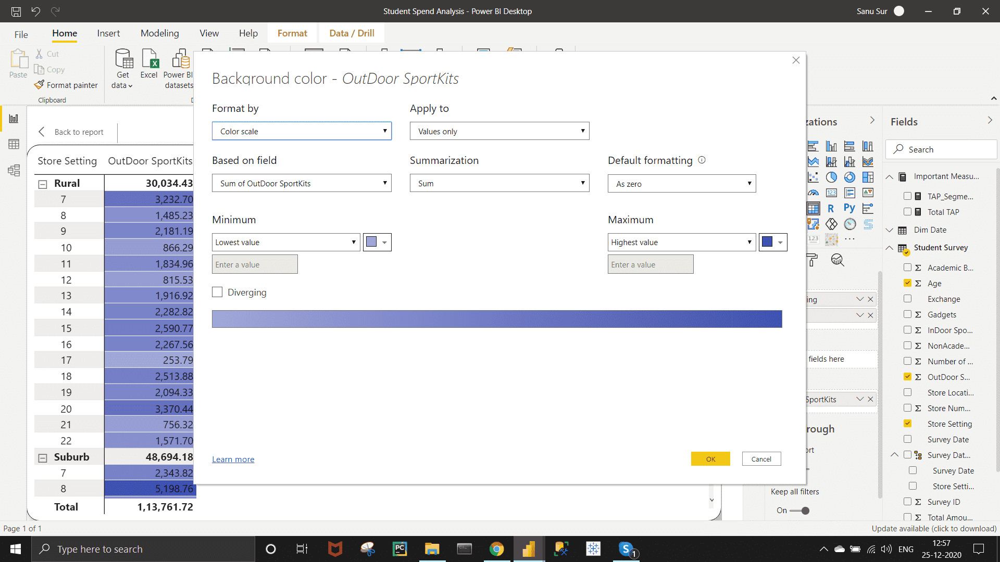 Student Spend Analysis - Power BI Desktop
Sanu Sur
File Home Insert Modeling View Help Format Data / Drill
Paste
Cut
Copy
Format painter
Clipboard
Get data
Excel
Power BI datasets
Back to report
Store Setting OutDoor SportKits
Rural 30,034.43
7 3,232.70
8 1,485.23
9 2,181.19
10 866.29
11 1,834.96
12 815.53
13 1,916.92
14 2,282.82
15 2,590.77
16 2,267.56
17 253.79
18 2,513.88
19 2,094.33
20 3,370.44
21 756.32
22 1,571.70
Suburb 48,694.18
7 2,343.82
8 5,198.76
Total 1,13,761.72
Background color - OutDoor SportKits
Format by
Color scale
Apply to
Values only
Based on field
Sum of OutDoor SportKits
Summarization
Sum
Default formatting
As zero
Minimum
Lowest value
Enter a value
Maximum
Highest value
Enter a value
Diverging
Learn more
OK
Cancel
zations
123
R
Py
123
ing
fields here
SportKits
rough
ort
Keep all filters
On
Fields
Search
Important Measu...
TAP_Segme...
Total TAP
Dim Date
Student Survey
Academic B...
Age
Exchange
Gadgets
InDoor Spo...
NonAcade...
Number of ...
OutDoor S...
Store Locati...
Store Num...
Store Setting
Survey Date
Survey Dat...
Survey Date
Store Setti...
Survey ID
Total Amou...
Page 1 of 1
Update available (click to download)
Type here to search
PC
S
1
ENG
12:57
25-12-2020